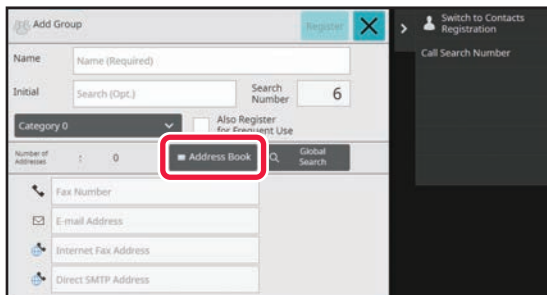 Add Group
Register
Name
Name (Required)
Initial
Search (Opt.)
Search
Number
6
Category 0
Also Register
for Frequent Use
Number of
Addresses
:
0
Address Book
Global
Search
Fax Number
E-mail Address
Internet Fax Address
Direct SMTP Address
Switch to Contacts
Registration
Call Search Number